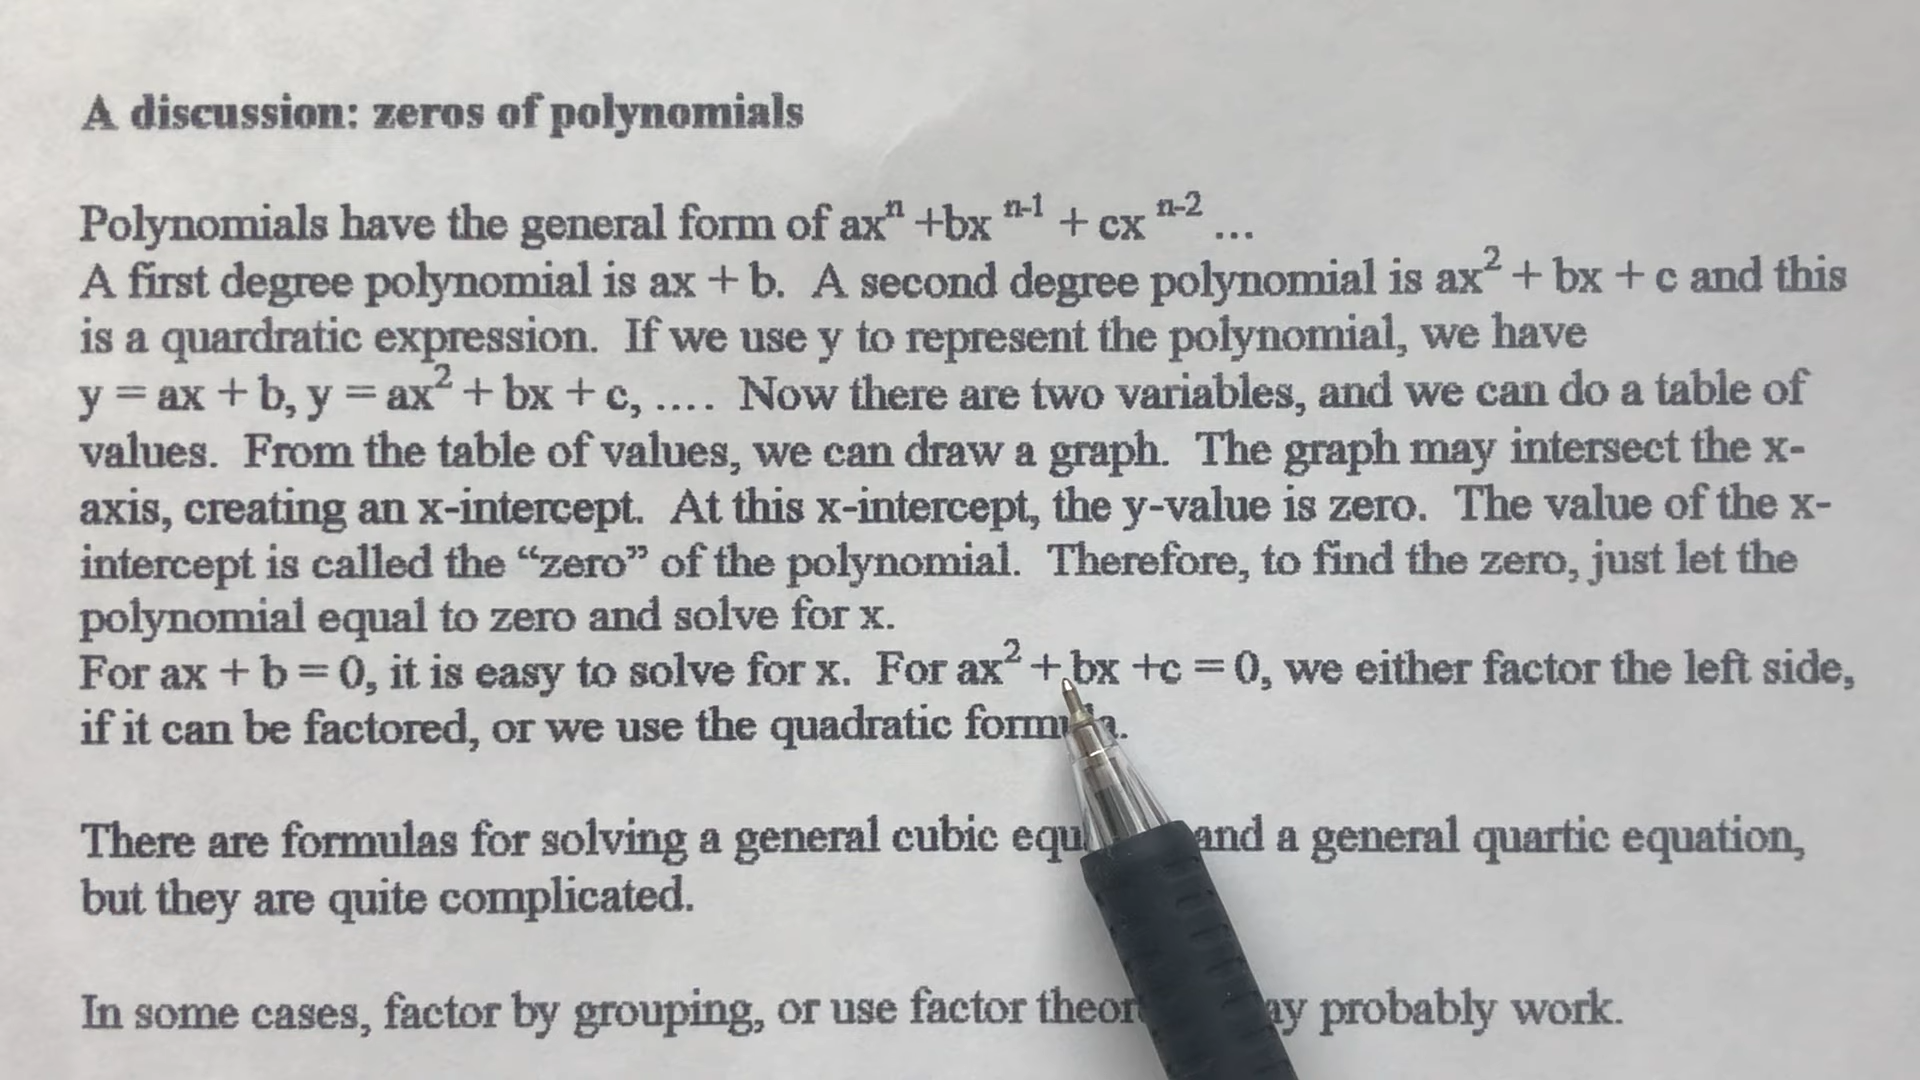 A discussion: zeros of polynomials
Polynomials have the general form of axⁿ +bx ⁿ⁻¹ + cx ⁿ⁻² ...
A first degree polynomial is ax + b. A second degree polynomial is ax² + bx + c and this
is a quardratic expression. If we use y to represent the polynomial, we have
y = ax + b, y = ax² + bx + c, .... Now there are two variables, and we can do a table of
values. From the table of values, we can draw a graph. The graph may intersect the x-
axis, creating an x-intercept. At this x-intercept, the y-value is zero. The value of the x-
intercept is called the “zero” of the polynomial. Therefore, to find the zero, just let the
polynomial equal to zero and solve for x.
For ax + b = 0, it is easy to solve for x. For ax² + bx +c = 0, we either factor the left side,
if it can be factored, or we use the quadratic formula.
There are formulas for solving a general cubic and a general quartic equation,
but they are quite complicated.
In some cases, factor by grouping, or use factor probably work.